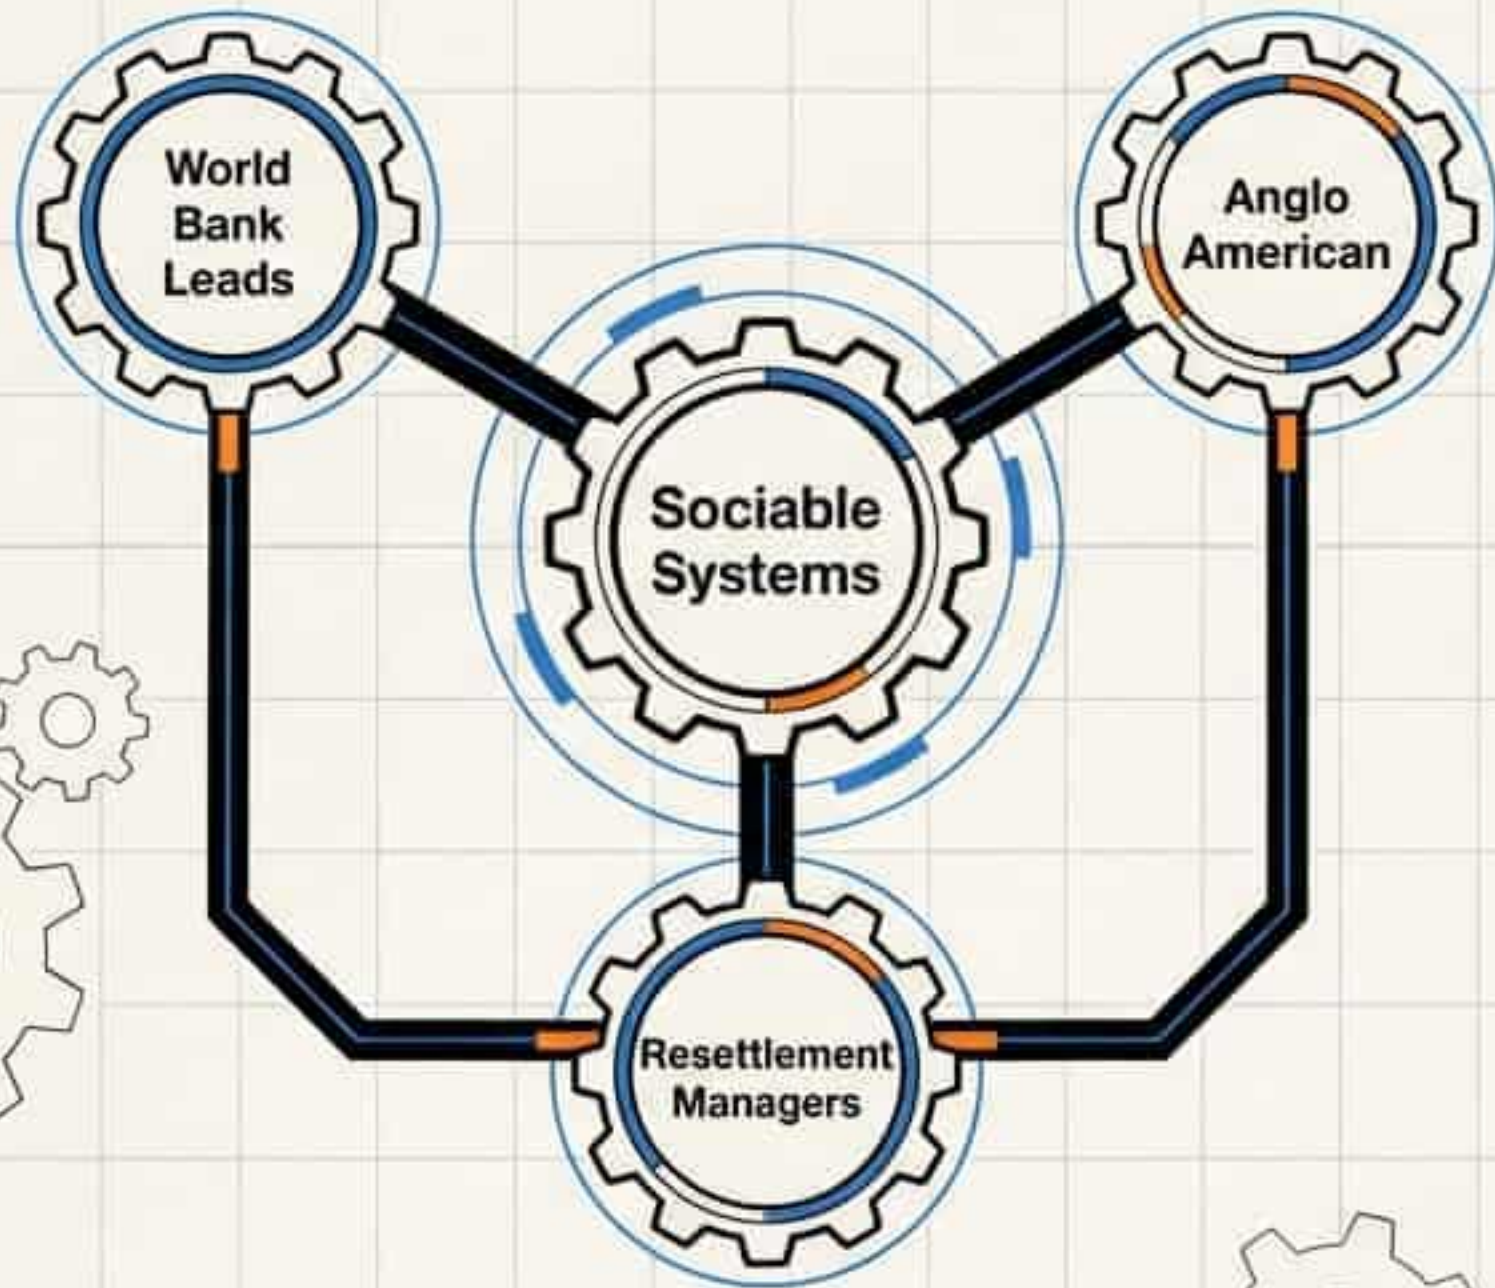 World
Bank
Leads
Anglo
American
Sociable
Systems
Resettlement
Managers